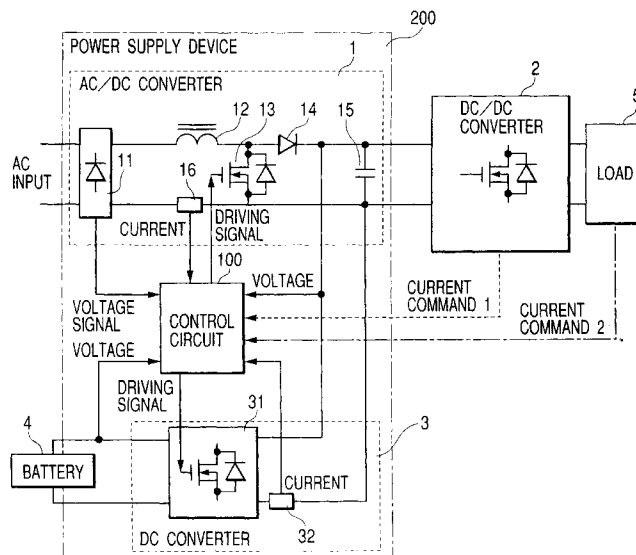 200
POWER SUPPLY DEVICE
1
AC/DC CONVERTER
12
13
14
15
2
DC/DC
CONVERTER
5
LOAD
AC
INPUT
11
16
DRIVING
SIGNAL
CURRENT
100
VOLTAGE
VOLTAGE
SIGNAL
CONTROL
CIRCUIT
CURRENT
COMMAND 1
CURRENT
COMMAND 2
VOLTAGE
DRIVING
SIGNAL
31
3
4
BATTERY
CURRENT
32
DC CONVERTER